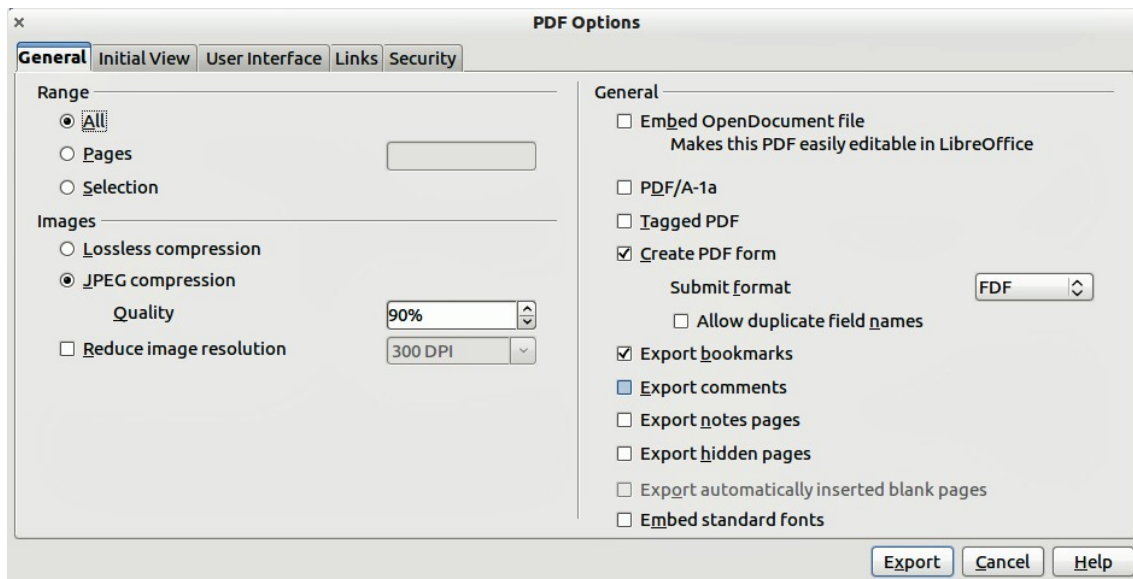 PDF Options
General Initial View User Interface Links Security
Range
All
Pages
Selection
Images
Lossless compression
JPEG compression
Quality 90%
Reduce image resolution 300 DPI
General
Embed OpenDocument file
Makes this PDF easily editable in LibreOffice
PDF/A-1a
Tagged PDF
Create PDF form
Submit format FDF
Allow duplicate field names
Export bookmarks
Export comments
Export notes pages
Export hidden pages
Export automatically inserted blank pages
Embed standard fonts
Export Cancel Help